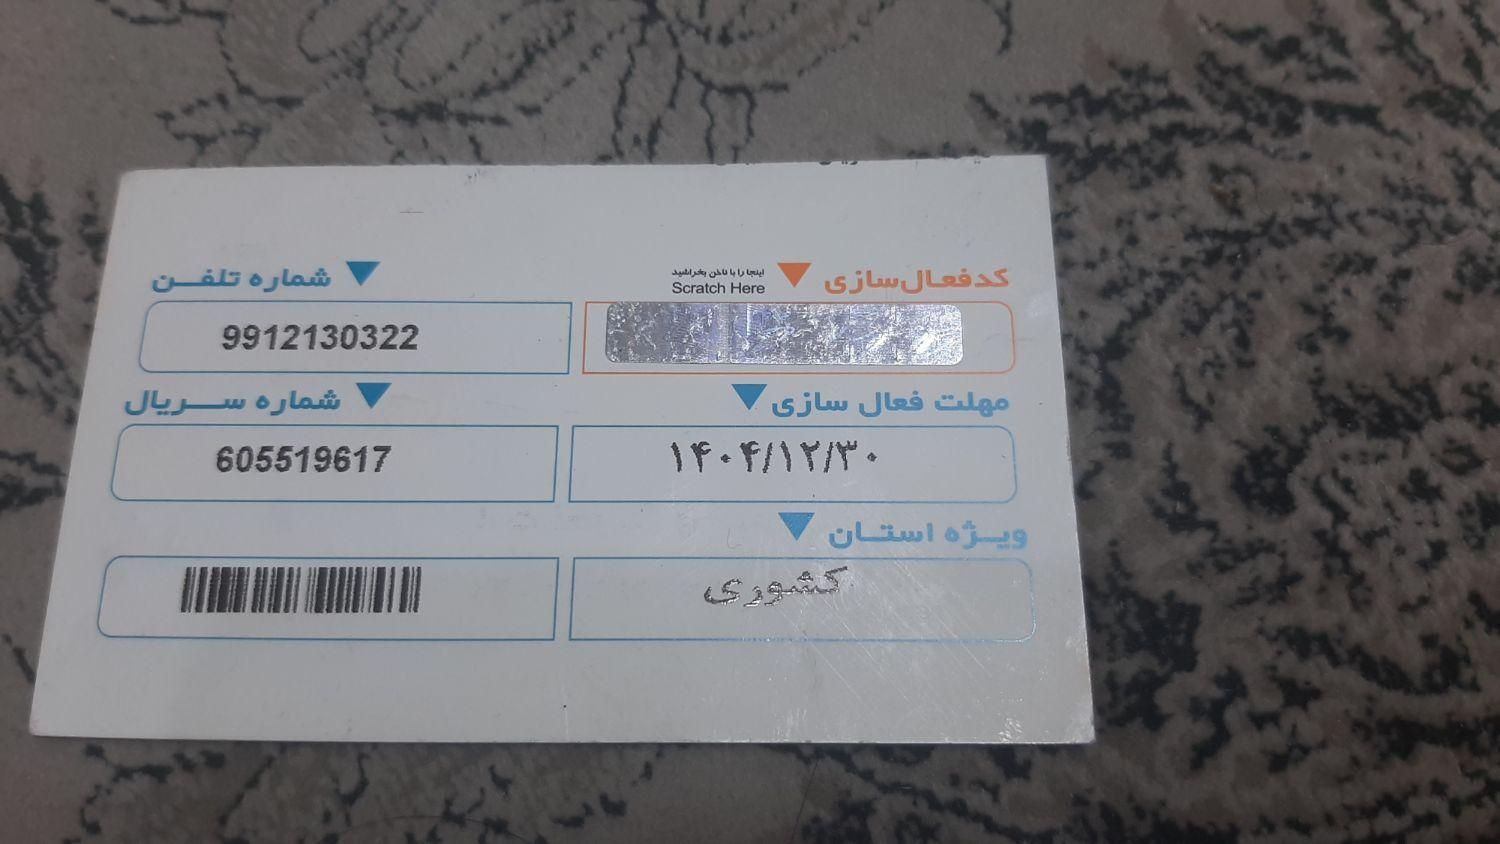 کدفعال‌سازی
اینجا را با ناخن بخراشید
Scratch Here
شماره تلفن
9912130322
مهلت فعال سازی
شماره سریال
۱۴۰۴/۱۲/۳۰
605519617
ویژه استان
کشوری